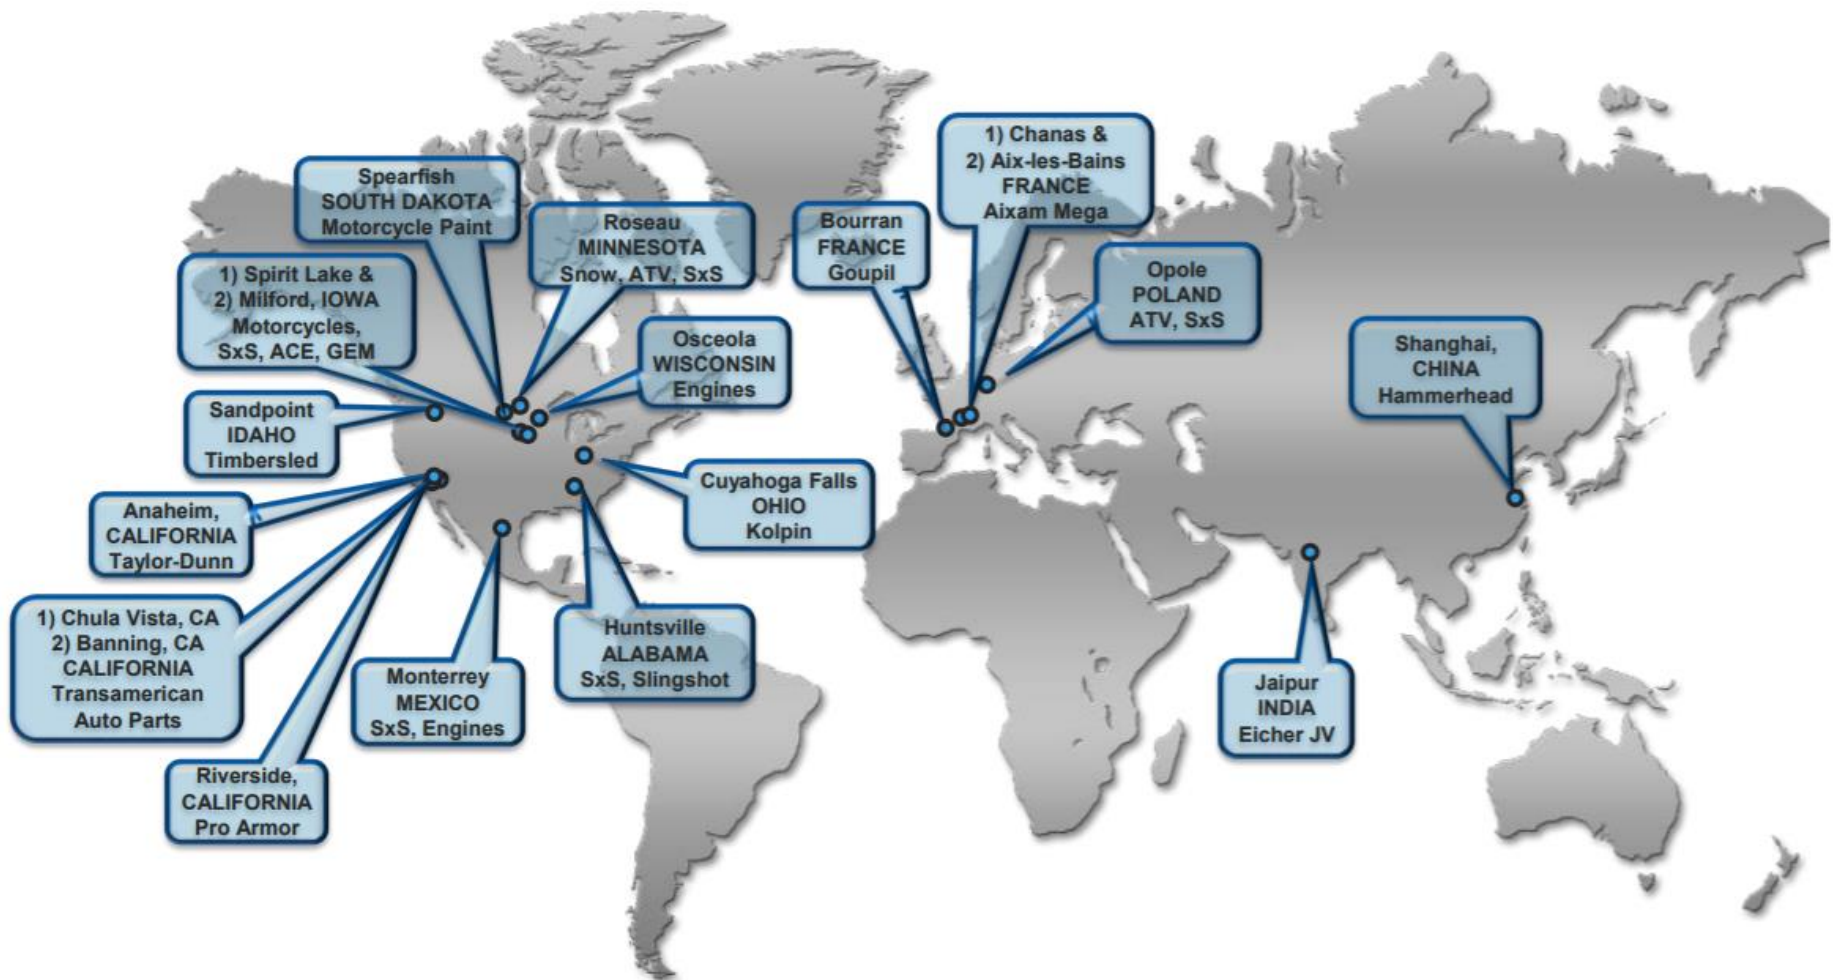 Spearfish
SOUTH DAKOTA
Motorcycle Paint
Roseau
MINNESOTA
Snow, ATV, SxS
1) Spirit Lake &
2) Milford, IOWA
Motorcycles,
SxS, ACE, GEM
Osceola
WISCONSIN
Engines
Sandpoint
IDAHO
Timbersled
Anaheim,
CALIFORNIA
Taylor-Dunn
Cuyahoga Falls
OHIO
Kolpin
1) Chula Vista, CA
2) Banning, CA
CALIFORNIA
Transamerican
Auto Parts
Riverside,
CALIFORNIA
Pro Armor
Monterrey
MEXICO
SxS, Engines
Huntsville
ALABAMA
SxS, Slingshot
Bourran
FRANCE
Goupil
1) Chanas &
2) Aix-les-Bains
FRANCE
Aixam Mega
Opole
POLAND
ATV, SxS
Shanghai,
CHINA
Hammerhead
Jaipur
INDIA
Eicher JV